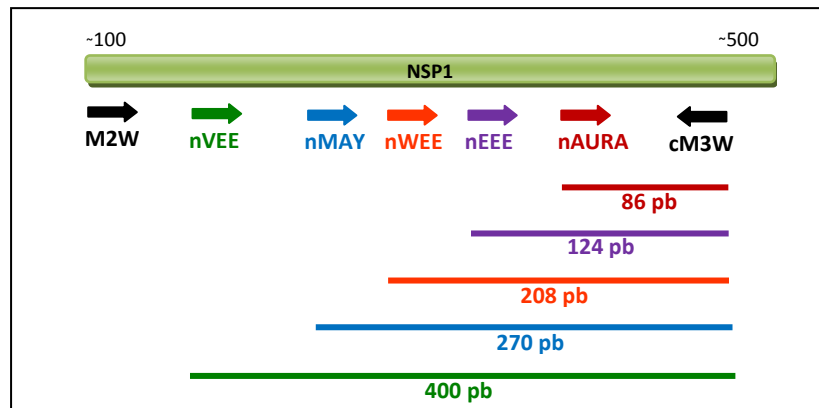 ~100 ~500
NSP1
M2W nVEE nMAY nWEE nEEE nAURA cM3W
86 pb
124 pb
208 pb
270 pb
400 pb